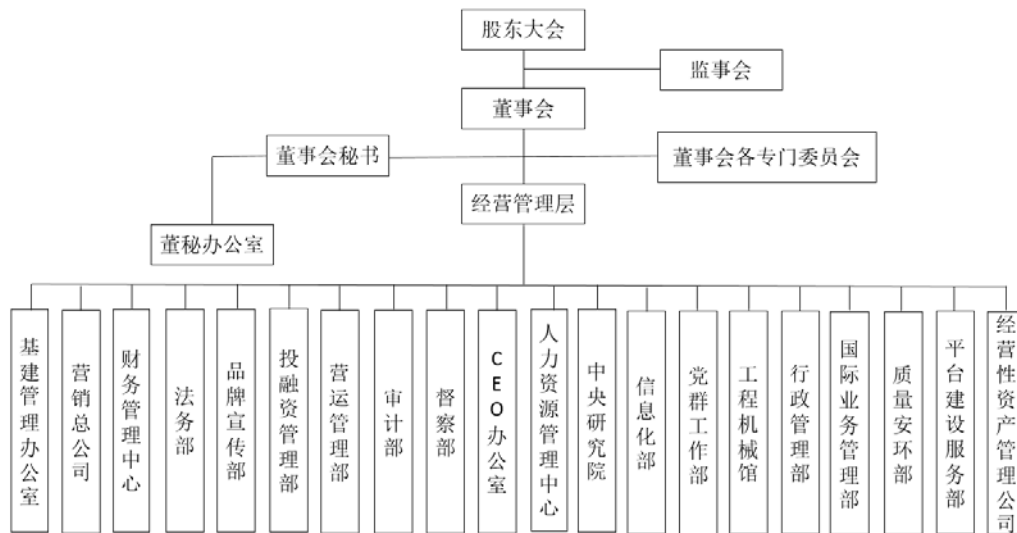 股东大会
监事会
董事会
董事会秘书
董事会各专门委员会
经营管理层
董秘办公室
基建管理办公室
营销总公司
财务管理中心
法务部
品牌宣传部
投融资管理部
营运管理部
审计部
督察部
CEO办公室
人力资源管理中心
中央研究院
信息化部
党群工作部
工程机械馆
行政管理部
国际业务管理部
质量安环部
平台建设服务部
经营性资产管理公司